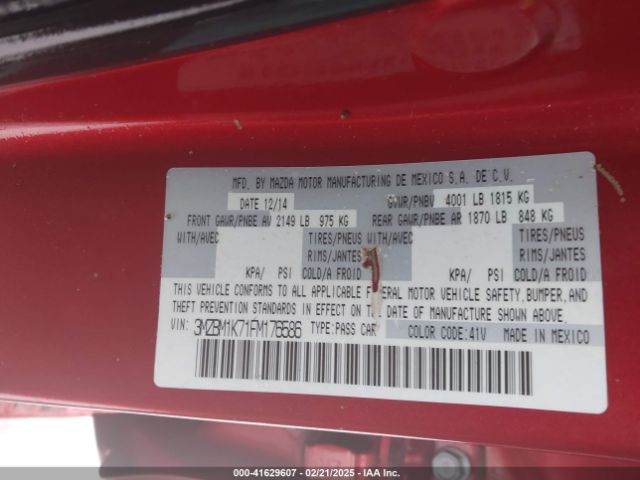 MFD. BY MAZDA MOTOR MANUFACTURING DE MEXICO S.A. DE C.V.
DATE 12/14 GVWR/PNBV 4001 LB 1815 KG
FRONT GAWR/PNBE AV 2149 LB 975 KG REAR GAWR/PNBE AR 1870 LB 848 KG
WITH/AVEC TIRES/PNEUS WITH/AVEC TIRES/PNEUS
RIMS/JANTES RIMS/JANTES
KPA/ PSI COLD/A FROID KPA/ PSI COLD/A FROID
THIS VEHICLE CONFORMS TO ALL APPLICABLE FEDERAL MOTOR VEHICLE SAFETY, BUMPER, AND
THEFT PREVENTION STANDARDS IN EFFECT ON THE DATE OF MANUFACTURE SHOWN ABOVE.
VIN: 3MZBM1K71FM176586 TYPE: PASS CAR COLOR CODE: 41V MADE IN MEXICO
000-41629607 - 02/21/2025 - IAA Inc.